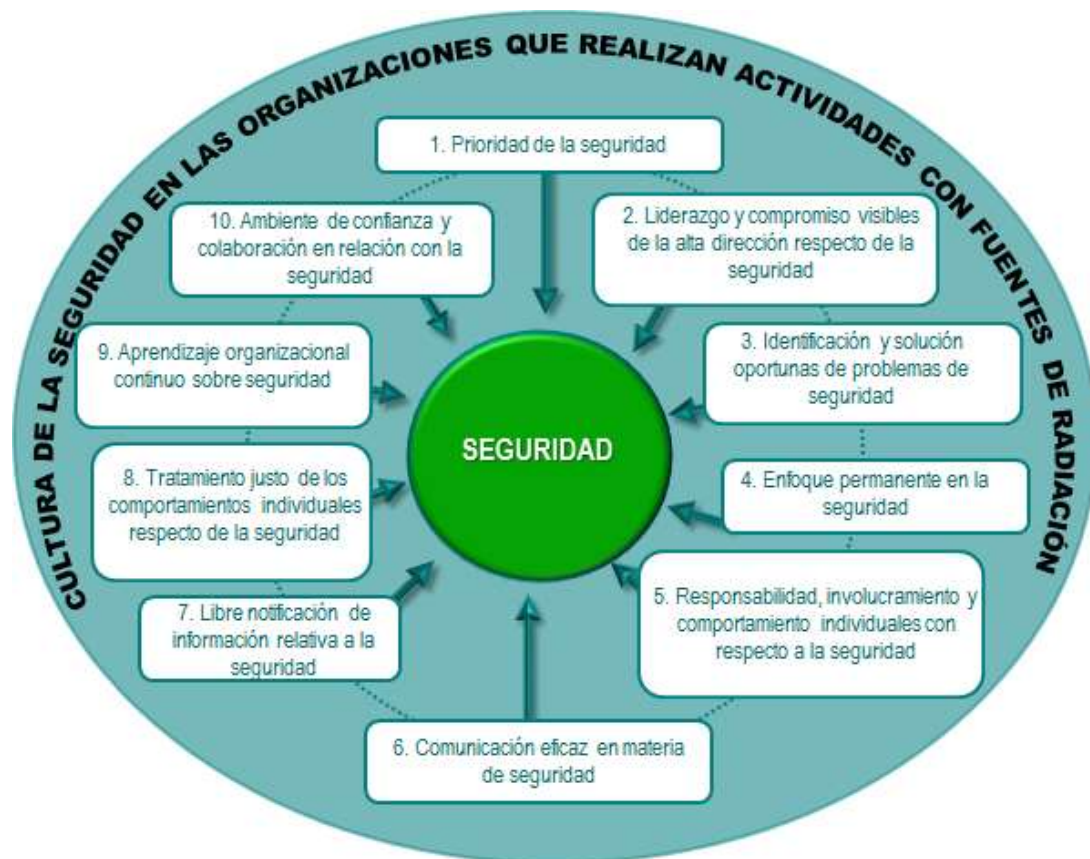 CULTURA DE LA SEGURIDAD EN LAS ORGANIZACIONES QUE REALIZAN ACTIVIDADES CON FUENTES DE RADIACIÓN
1. Prioridad de la seguridad
2. Liderazgo y compromiso visibles
de la alta dirección respecto de la
seguridad
3. Identificación y solución
oportunas de problemas de
seguridad
4. Enfoque permanente en la
seguridad
5. Responsabilidad, involucramiento y
comportamiento individuales con
respecto a la seguridad
6. Comunicación eficaz en materia
de seguridad
7. Libre notificación de
información relativa a la
seguridad
8. Tratamiento justo de los
comportamientos individuales
respecto de la seguridad
9. Aprendizaje organizacional
continuo sobre seguridad
10. Ambiente de confianza y
colaboración en relación con la
seguridad
SEGURIDAD